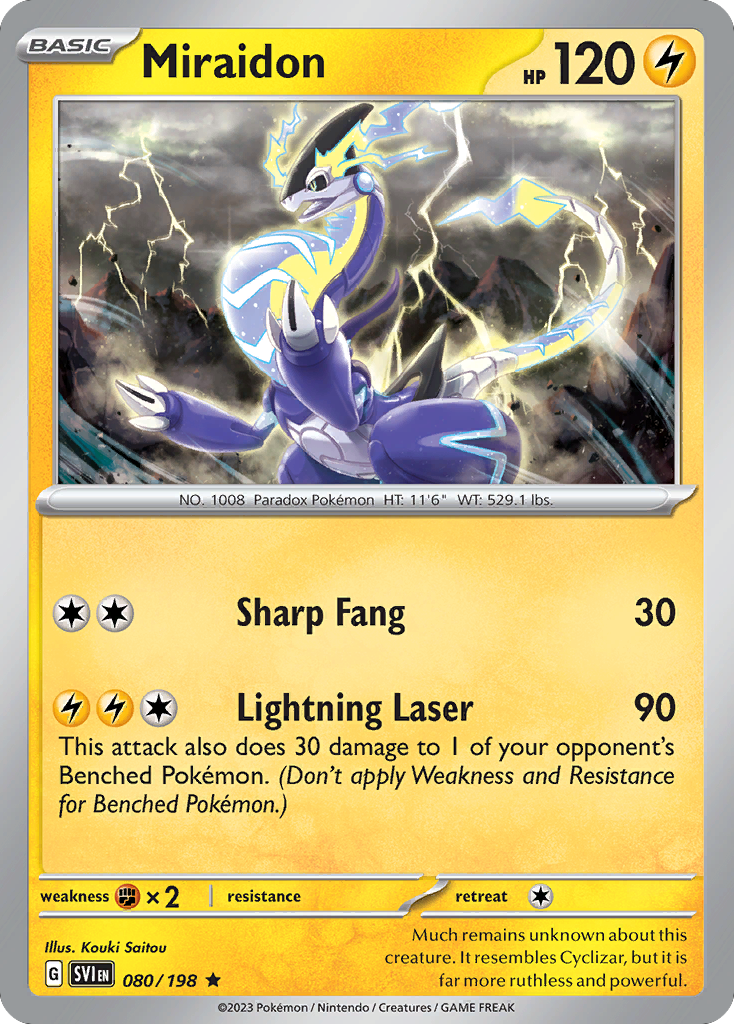 BASIC
Miraidon
HP 120
NO. 1008 Paradox Pokémon HT: 11'6" WT: 529.1 lbs.
Sharp Fang 30
Lightning Laser 90
This attack also does 30 damage to 1 of your opponent's
Benched Pokémon. (Don't apply Weakness and Resistance
for Benched Pokémon.)
weakness ×2 resistance retreat
Illus. Kouki Saitou
G SVI EN 080/198 ★
Much remains unknown about this
creature. It resembles Cyclizar, but it is
far more ruthless and powerful.
©2023 Pokémon / Nintendo / Creatures / GAME FREAK